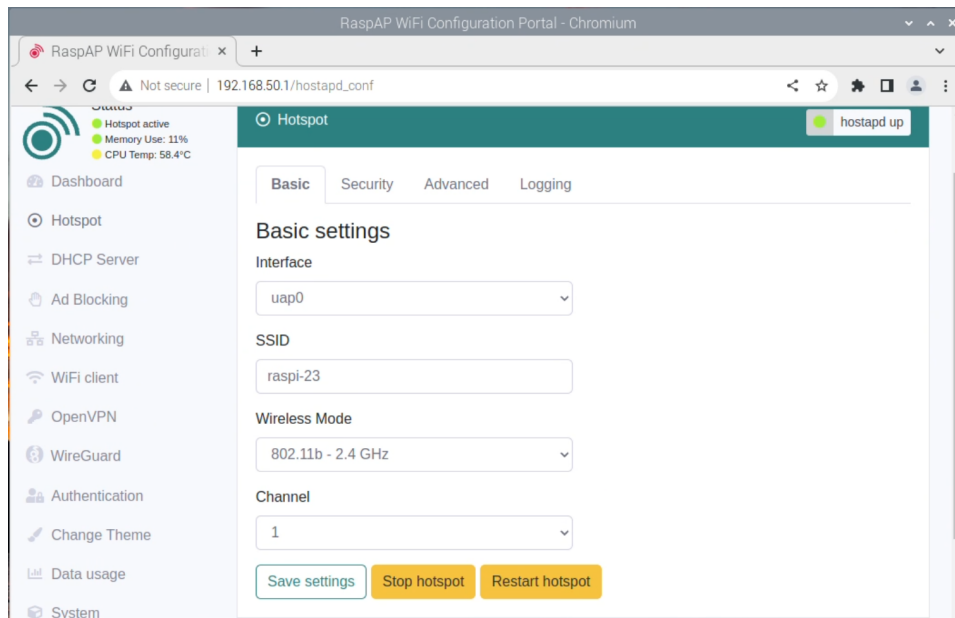 RaspAP WiFi Configuration Portal - Chromium
RaspAP WiFi Configurati
Not secure | 192.168.50.1/hostapd_conf
Status
Hotspot active
Memory Use: 11%
CPU Temp: 58.4°C
Dashboard
Hotspot
DHCP Server
Ad Blocking
Networking
WiFi client
OpenVPN
WireGuard
Authentication
Change Theme
Data usage
System
Hotspot
hostapd up
Basic Security Advanced Logging
Basic settings
Interface
uap0
SSID
raspi-23
Wireless Mode
802.11b - 2.4 GHz
Channel
1
Save settings Stop hotspot Restart hotspot